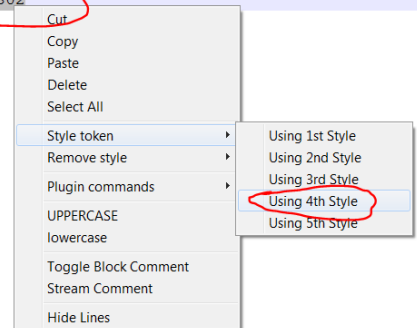 Cut
Copy
Paste
Delete
Select All
Style token
Remove style
Plugin commands
UPPERCASE
lowercase
Toggle Block Comment
Stream Comment
Hide Lines
Using 1st Style
Using 2nd Style
Using 3rd Style
Using 4th Style
Using 5th Style